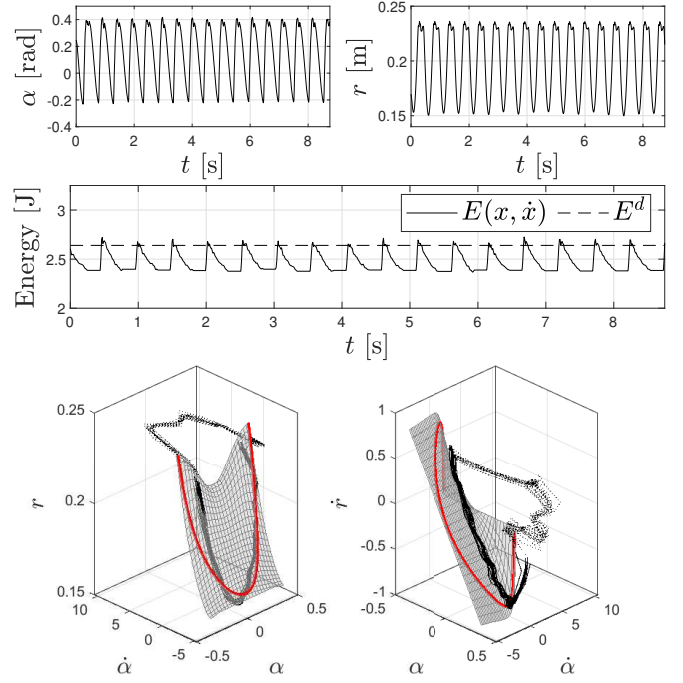 0.4
0.2
0
-0.2
-0.4
α [rad]
0 2 4 6 8
t [s]
0.25
0.2
0.15
r [m]
0 2 4 6 8
t [s]
Energy [J]
3
2.5
2
E(x, ẋ) E^d
0 1 2 3 4 5 6 7 8
t [s]
0.25
0.2
0.15
r
10 5 0 -5
α̇
-0.5 0 0.5
α
1
0.5
0
-0.5
-1
ṙ
-0.5 0 0.5
α
-5 0 5 10
α̇